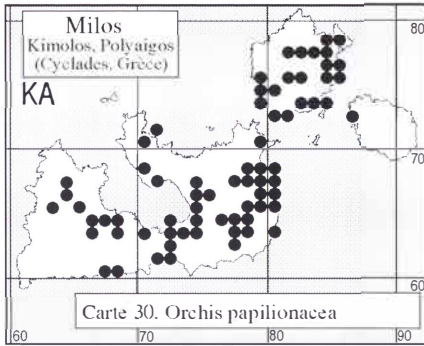 Milos
Kimolos, Polyaigos
(Cyclades, Grèce)
KA
80
70
60
Carte 30. Orchis papilionacea
60 70 80 90